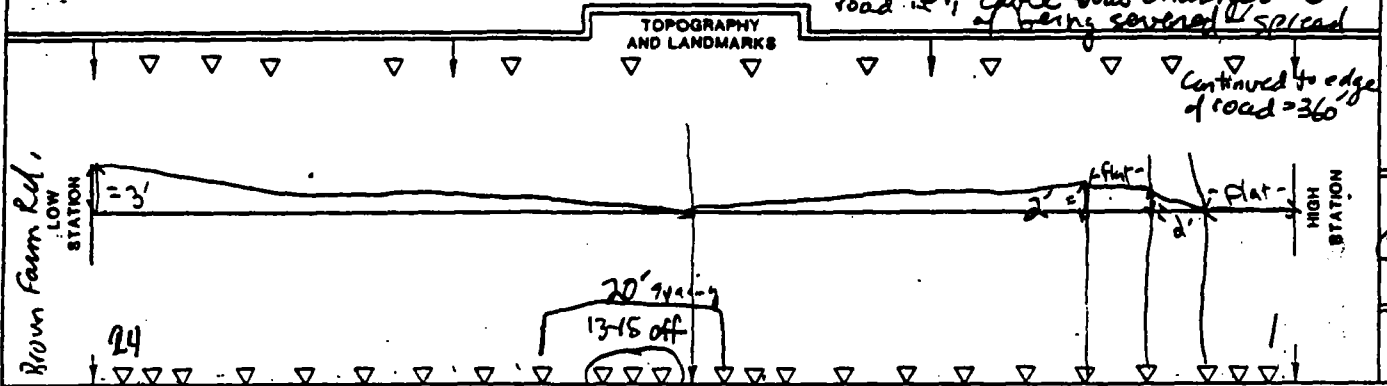 road is
of being severed & spread
TOPOGRAPHY
AND LANDMARKS
Continued to edge
of road = 360'
Brown Farm Rd.
LOW
STATION
= 3'
2' =
-flat-
2'
-flat-
HIGH
STATION
20' spacing
13-15 off
24
1